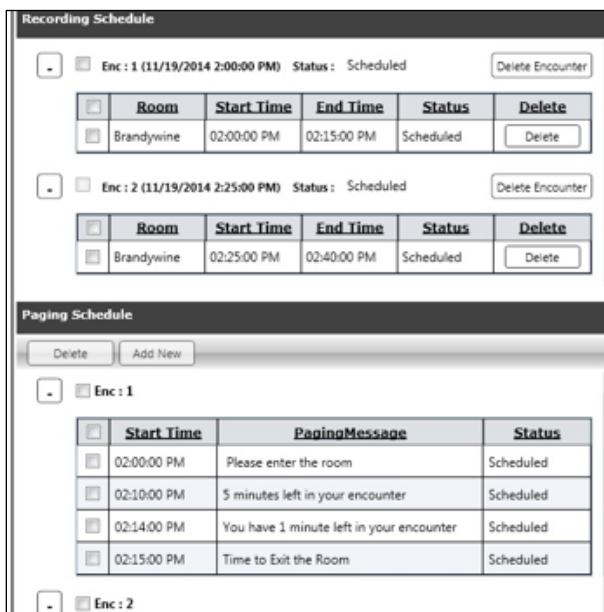 Recording Schedule
- Enc : 1 (11/19/2014 2:00:00 PM) Status : Scheduled Delete Encounter
Room Start Time End Time Status Delete
Brandywine 02:00:00 PM 02:15:00 PM Scheduled Delete
- Enc : 2 (11/19/2014 2:25:00 PM) Status : Scheduled Delete Encounter
Room Start Time End Time Status Delete
Brandywine 02:25:00 PM 02:40:00 PM Scheduled Delete
Paging Schedule
Delete Add New
- Enc : 1
Start Time PagingMessage Status
02:00:00 PM Please enter the room Scheduled
02:10:00 PM 5 minutes left in your encounter Scheduled
02:14:00 PM You have 1 minute left in your encounter Scheduled
02:15:00 PM Time to Exit the Room Scheduled
- Enc : 2